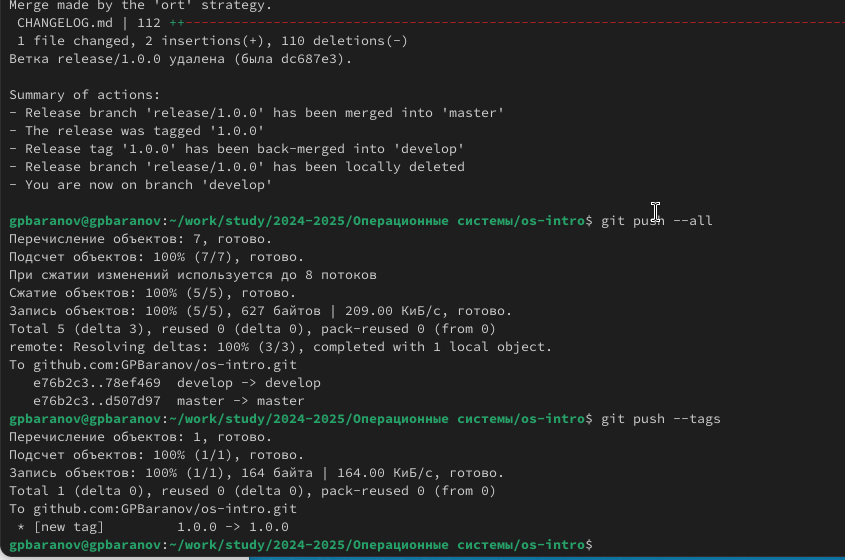 Merge made by the 'ort' strategy.
 CHANGELOG.md | 112 ++----------------------------------------------------------------------------------
 1 file changed, 2 insertions(+), 110 deletions(-)
Ветка release/1.0.0 удалена (была dc687e3).

Summary of actions:
- Release branch 'release/1.0.0' has been merged into 'master'
- The release was tagged '1.0.0'
- Release tag '1.0.0' has been back-merged into 'develop'
- Release branch 'release/1.0.0' has been locally deleted
- You are now on branch 'develop'

gpbaranov@gpbaranov:~/work/study/2024-2025/Операционные системы/os-intro$ git push --all
Перечисление объектов: 7, готово.
Подсчет объектов: 100% (7/7), готово.
При сжатии изменений используется до 8 потоков
Сжатие объектов: 100% (5/5), готово.
Запись объектов: 100% (5/5), 627 байтов | 209.00 КиБ/с, готово.
Total 5 (delta 3), reused 0 (delta 0), pack-reused 0 (from 0)
remote: Resolving deltas: 100% (3/3), completed with 1 local object.
To github.com:GPBaranov/os-intro.git
   e76b2c3..78ef469  develop -> develop
   e76b2c3..d507d97  master -> master
gpbaranov@gpbaranov:~/work/study/2024-2025/Операционные системы/os-intro$ git push --tags
Перечисление объектов: 1, готово.
Подсчет объектов: 100% (1/1), готово.
Запись объектов: 100% (1/1), 164 байта | 164.00 КиБ/с, готово.
Total 1 (delta 0), reused 0 (delta 0), pack-reused 0 (from 0)
To github.com:GPBaranov/os-intro.git
 * [new tag]         1.0.0 -> 1.0.0
gpbaranov@gpbaranov:~/work/study/2024-2025/Операционные системы/os-intro$